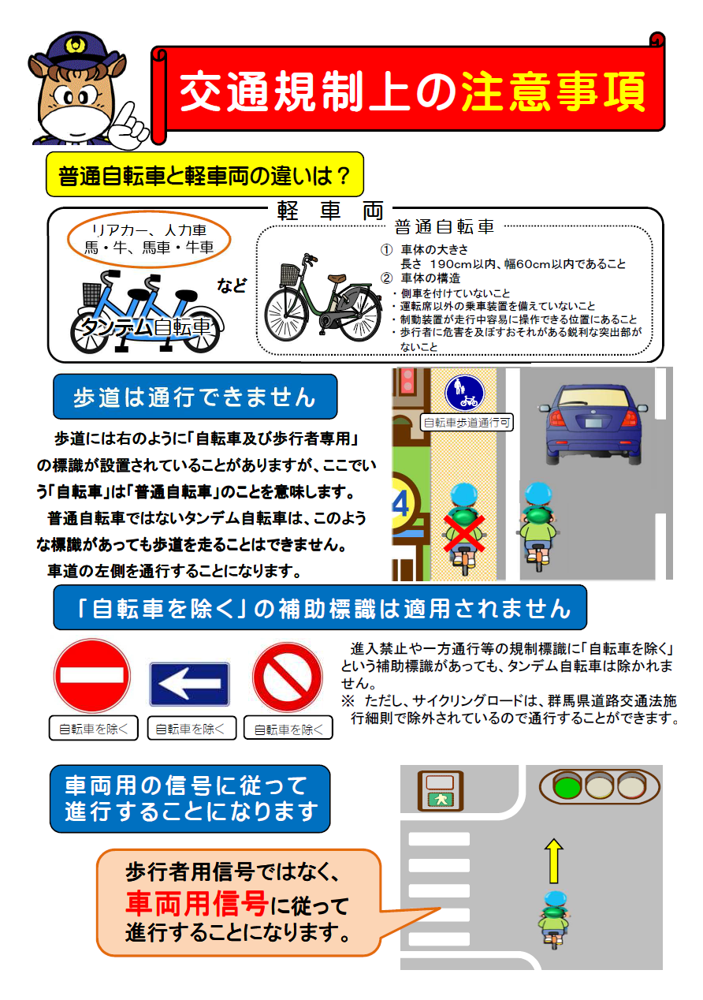 交通規制上の注意事項
普通自転車と軽車両の違いは？
軽車両
リアカー、人力車
馬・牛、馬車・牛車
など
タンデム自転車
普通自転車
① 車体の大きさ
長さ １９０ｃｍ以内、幅６０ｃｍ以内であること
② 車体の構造
・側車を付けていないこと
・運転席以外の乗車装置を備えていないこと
・制動装置が走行中容易に操作できる位置にあること
・歩行者に危害を及ぼすおそれがある鋭利な突出部が
ないこと
歩道は通行できません
歩道には右のように「自転車及び歩行者専用」
の標識が設置されていることがありますが、ここでい
う「自転車」は「普通自転車」のことを意味します。
普通自転車ではないタンデム自転車は、このよう
な標識があっても歩道を走ることはできません。
車道の左側を通行することになります。
自転車歩道通行可
4
「自転車を除く」の補助標識は適用されません
自転車を除く
自転車を除く
自転車を除く
進入禁止や一方通行等の規制標識に「自転車を除く」
という補助標識があっても、タンデム自転車は除かれま
せん。
※ ただし、サイクリングロードは、群馬県道路交通法施
行細則で除外されているので通行することができます。
車両用の信号に従って
進行することになります
歩行者用信号ではなく、
車両用信号に従って
進行することになります。